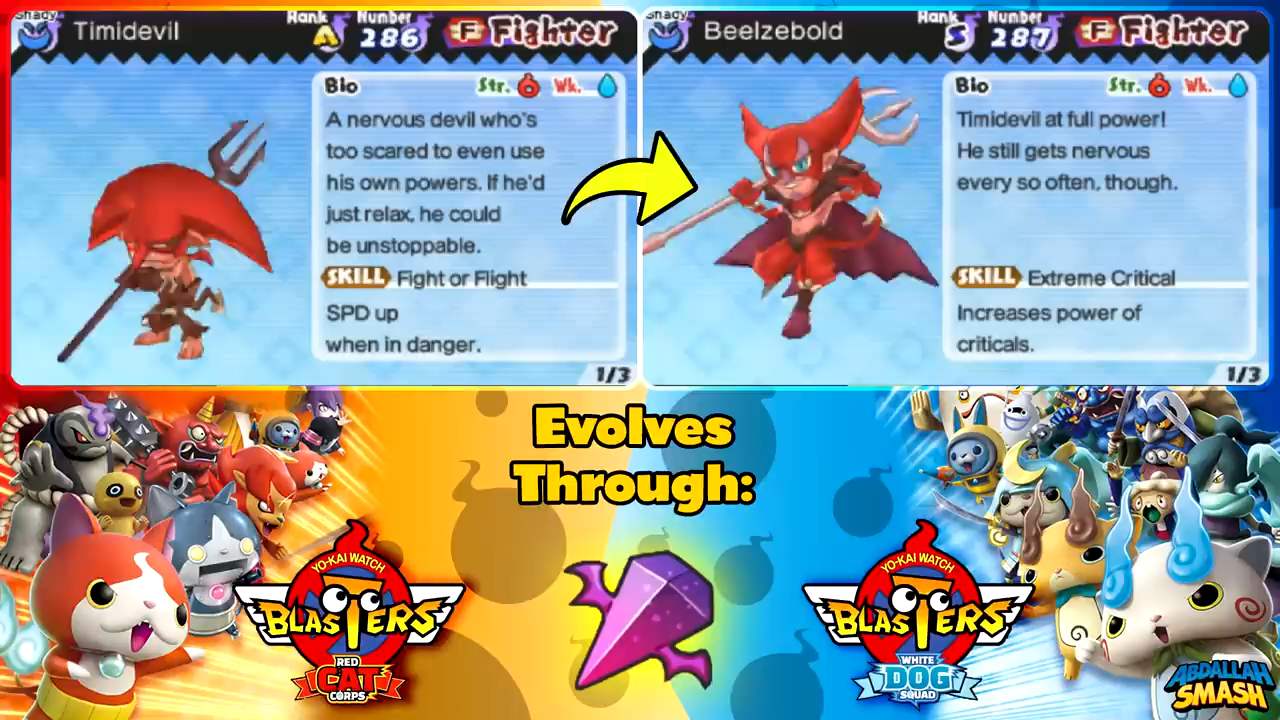 Shady Timidevil Rank A Number 286 F Fighter
Bio Str. Wk.
A nervous devil who's
too scared to even use
his own powers. If he'd
just relax, he could
be unstoppable.
SKILL Fight or Flight
SPD up
when in danger.
1/3
Shady Beelzebold Rank S Number 287 F Fighter
Bio Str. Wk.
Timidevil at full power!
He still gets nervous
every so often, though.
SKILL Extreme Critical
Increases power of
criticals.
1/3
Evolves
Through:
YO-KAI WATCH
BLASTERS
RED
CAT
CORPS
YO-KAI WATCH
BLASTERS
WHITE
DOG
SQUAD
ABDALLAH
SMASH